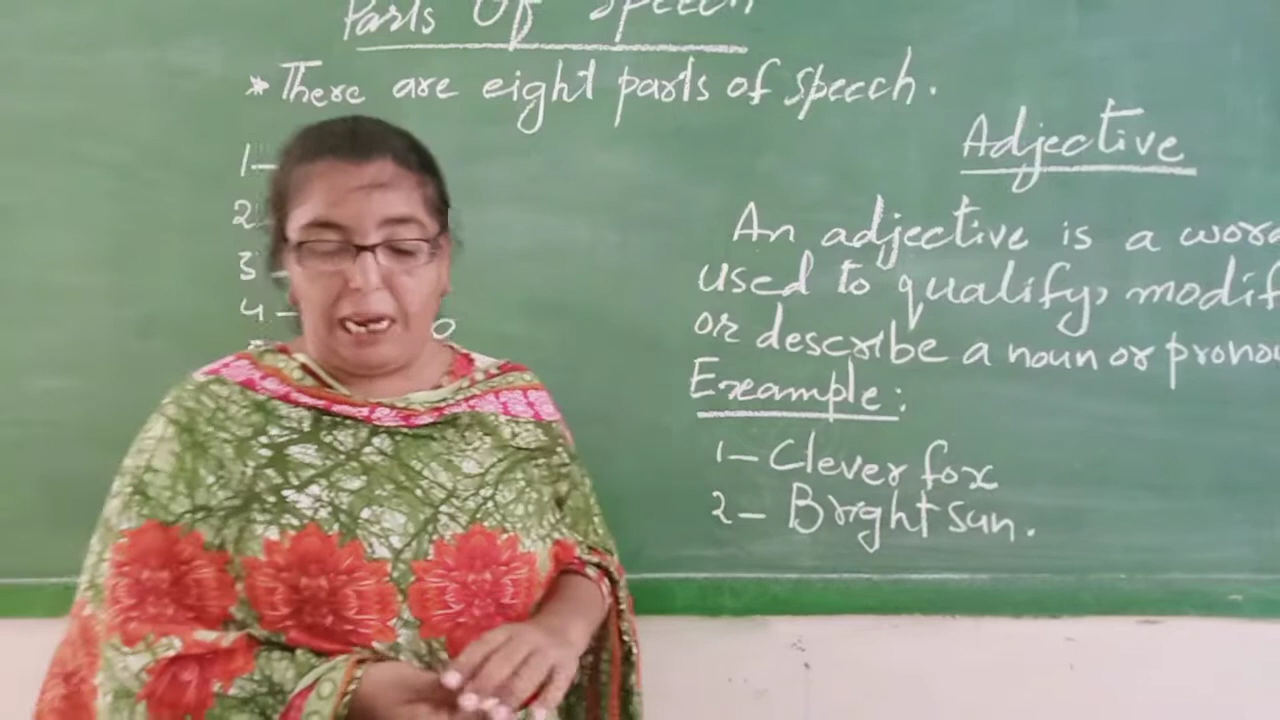 Parts Of Speech
* There are eight parts of speech.
1-
2-
3-
4-
Adjective
An adjective is a word
used to qualify, modif
or describe a noun or pronou
Example:
1- Clever fox
2- Bright sun.